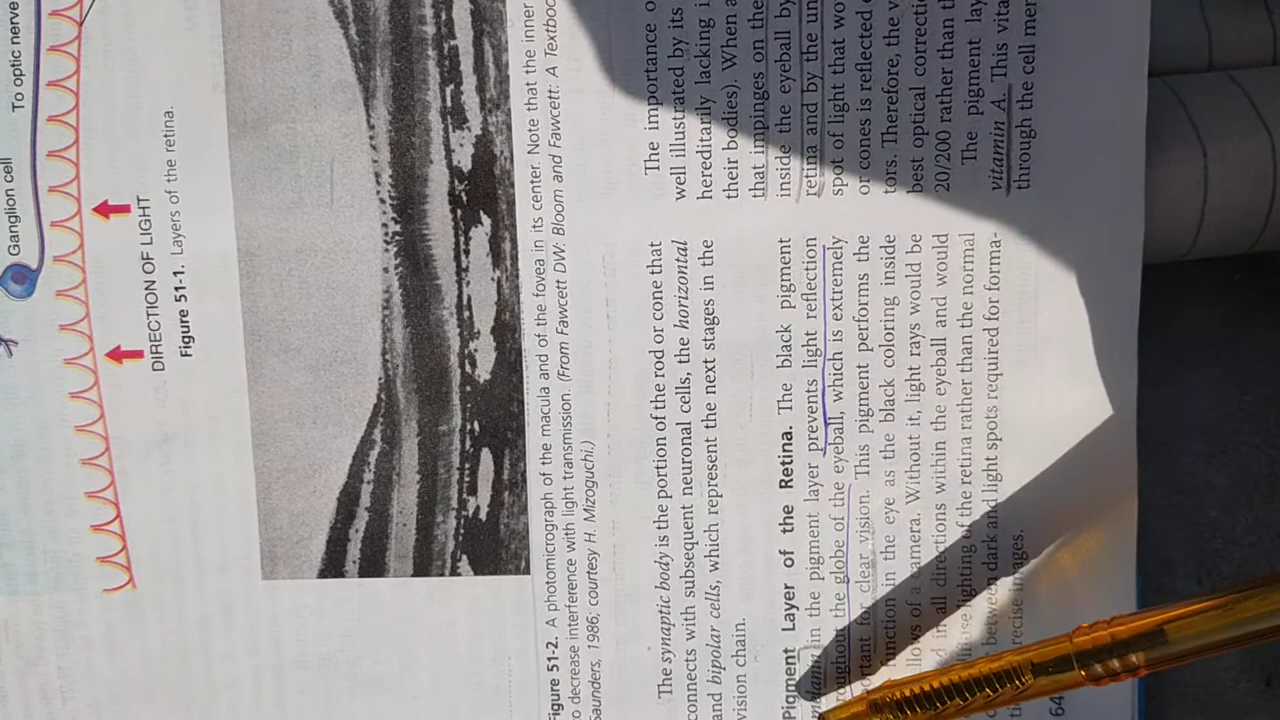 Ganglion cell
To optic nerve
DIRECTION OF LIGHT
Figure 51-1. Layers of the retina.
Figure 51-2. A photomicrograph of the macula and of the fovea in its center. Note that the inner
to decrease interference with light transmission. (From Fawcett DW: Bloom and Fawcett: A Textboo
Saunders, 1986; courtesy H. Mizoguchi.)
The synaptic body is the portion of the rod or cone that
connects with subsequent neuronal cells, the horizontal
and bipolar cells, which represent the next stages in the
vision chain.
Pigment Layer of the Retina. The black pigment
melanin in the pigment layer prevents light reflection
roughout the globe of the eyeball, which is extremely
ortant for clear vision. This pigment performs the
function in the eye as the black coloring inside
llows of a camera. Without it, light rays would be
d in all directions within the eyeball and would
lighting of the retina rather than the normal
between dark and light spots required for forma-
recise images.
64
The importance o
well illustrated by its
hereditarily lacking i
their bodies). When a
that impinges on the
inside the eyeball by
retina and by the un
spot of light that wo
or cones is reflected
tors. Therefore, the v
best optical correcti
20/200 rather than t
The pigment lay
vitamin A. This vita
through the cell mer